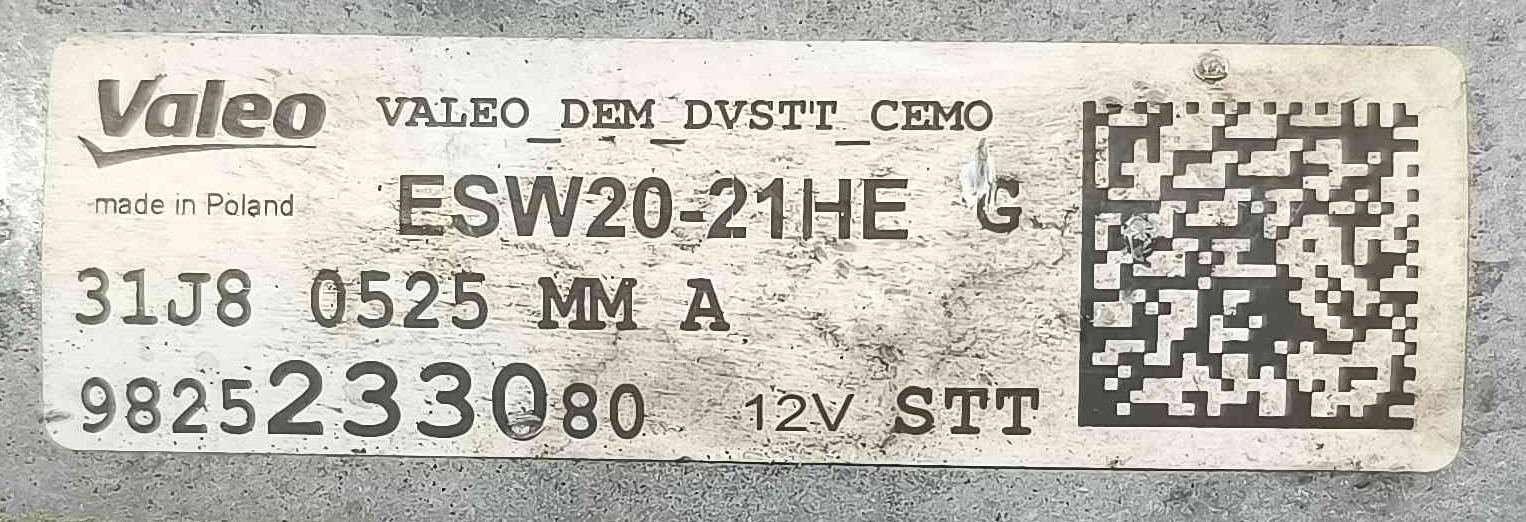 Valeo VALEO_DEM_DVSTT_CEMO
made in Poland ESW20-21HE G
31J8 0525 MM A
9825233080 12V STT